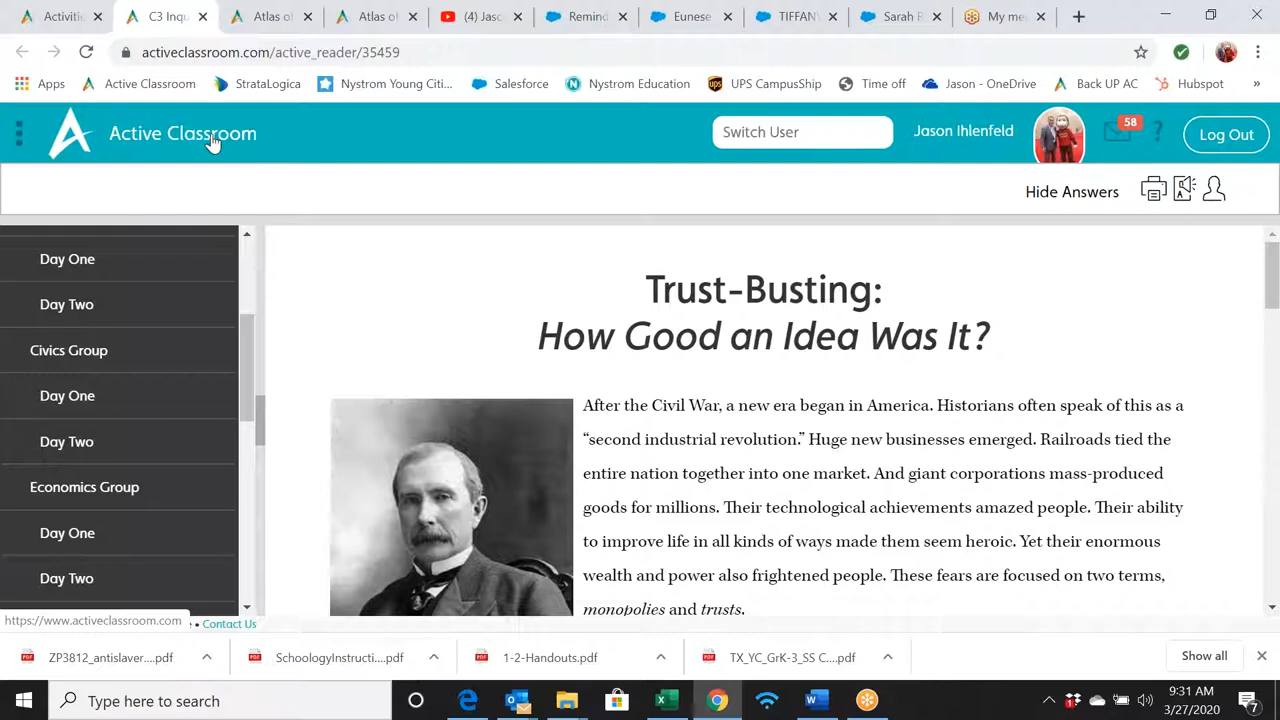 Activiti
C3 Inqu
Atlas of
Atlas of
(4) Jasc
Remind
Eunese
TIFFAN
Sarah R
My me
activeclassroom.com/active_reader/35459
Apps
Active Classroom
StrataLogica
Nystrom Young Citi...
Salesforce
Nystrom Education
UPS CampusShip
Time off
Jason - OneDrive
Back UP AC
Hubspot
»
Active Classroom
Switch User
Jason Ihlenfeld
58
?
Log Out
Hide Answers
Day One
Day Two
Civics Group
Day One
Day Two
Economics Group
Day One
Day Two
Trust-Busting:
How Good an Idea Was It?
After the Civil War, a new era began in America. Historians often speak of this as a
“second industrial revolution.” Huge new businesses emerged. Railroads tied the
entire nation together into one market. And giant corporations mass-produced
goods for millions. Their technological achievements amazed people. Their ability
to improve life in all kinds of ways made them seem heroic. Yet their enormous
wealth and power also frightened people. These fears are focused on two terms,
monopolies and trusts.
https://www.activeclassroom.com
• Contact Us
ZP3812_antislaver....pdf
SchoologyInstructi....pdf
1-2-Handouts.pdf
TX_YC_GrK-3_SS C....pdf
Show all
Type here to search
9:31 AM
3/27/2020
7